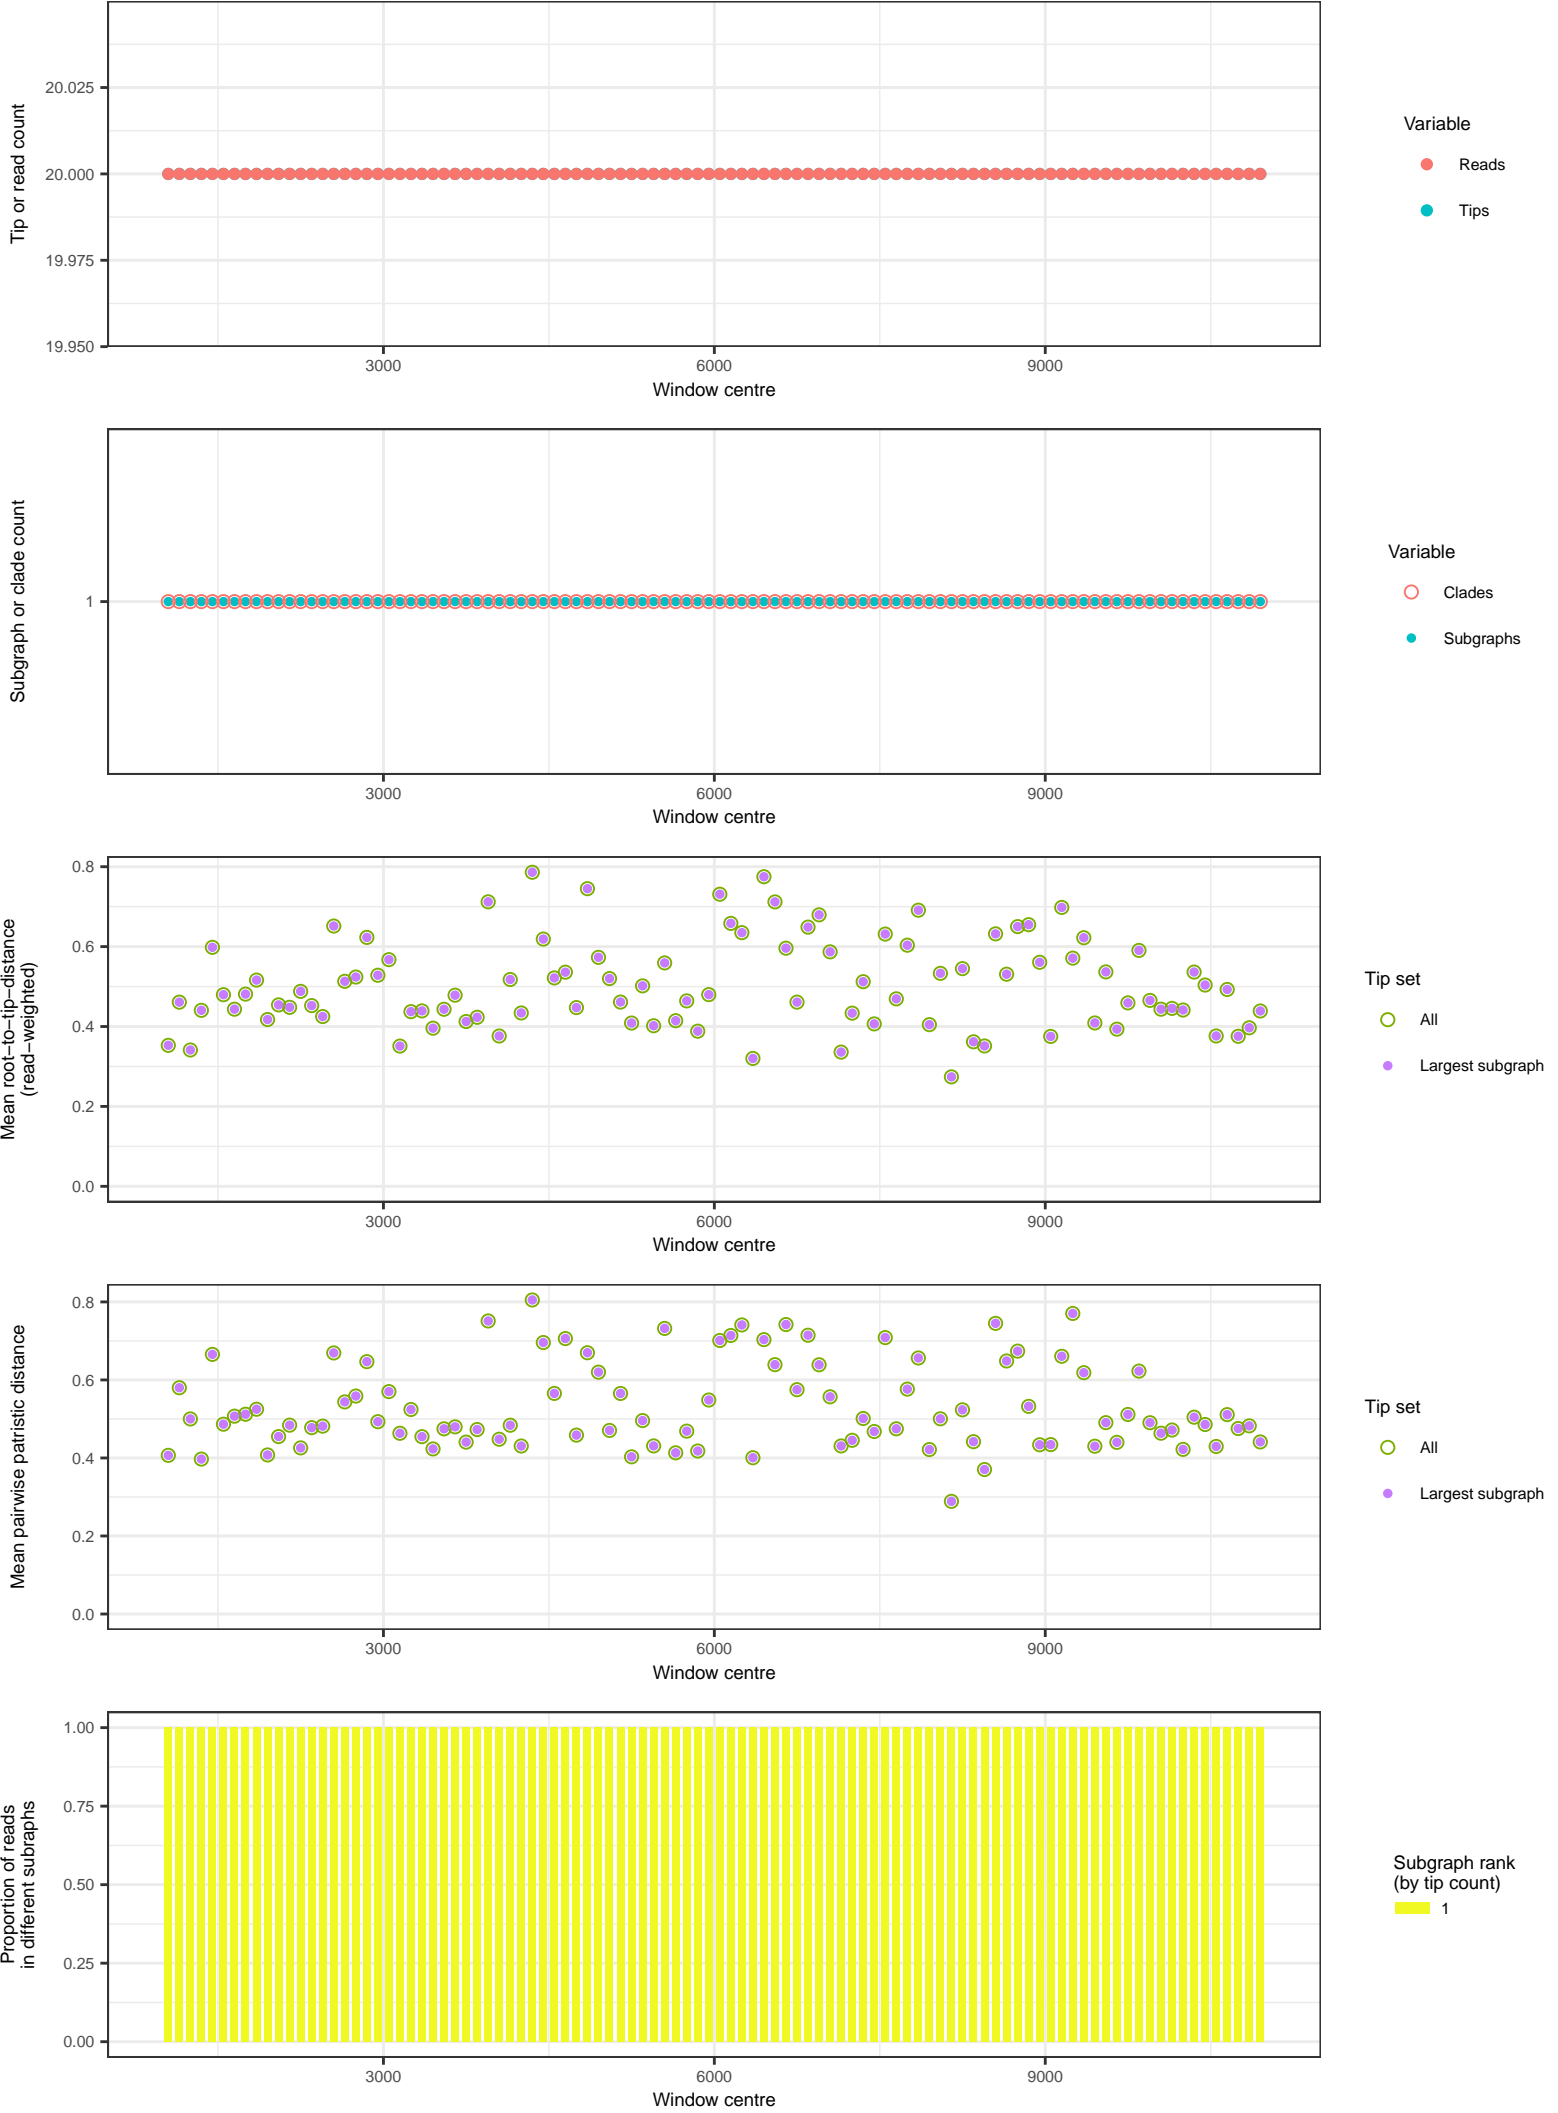 20.025
20.000
19.975
19.950
Tip or read count
3000 6000 9000
Window centre
Variable
Reads
Tips
1
Subgraph or clade count
3000 6000 9000
Window centre
Variable
Clades
Subgraphs
0.8
0.6
0.4
0.2
0.0
Mean root−to−tip−distance
(read−weighted)
3000 6000 9000
Window centre
Tip set
All
Largest subgraph
0.8
0.6
0.4
0.2
0.0
Mean pairwise patristic distance
3000 6000 9000
Window centre
Tip set
All
Largest subgraph
1.00
0.75
0.50
0.25
0.00
Proportion of reads
in different subraphs
3000 6000 9000
Window centre
Subgraph rank
(by tip count)
1